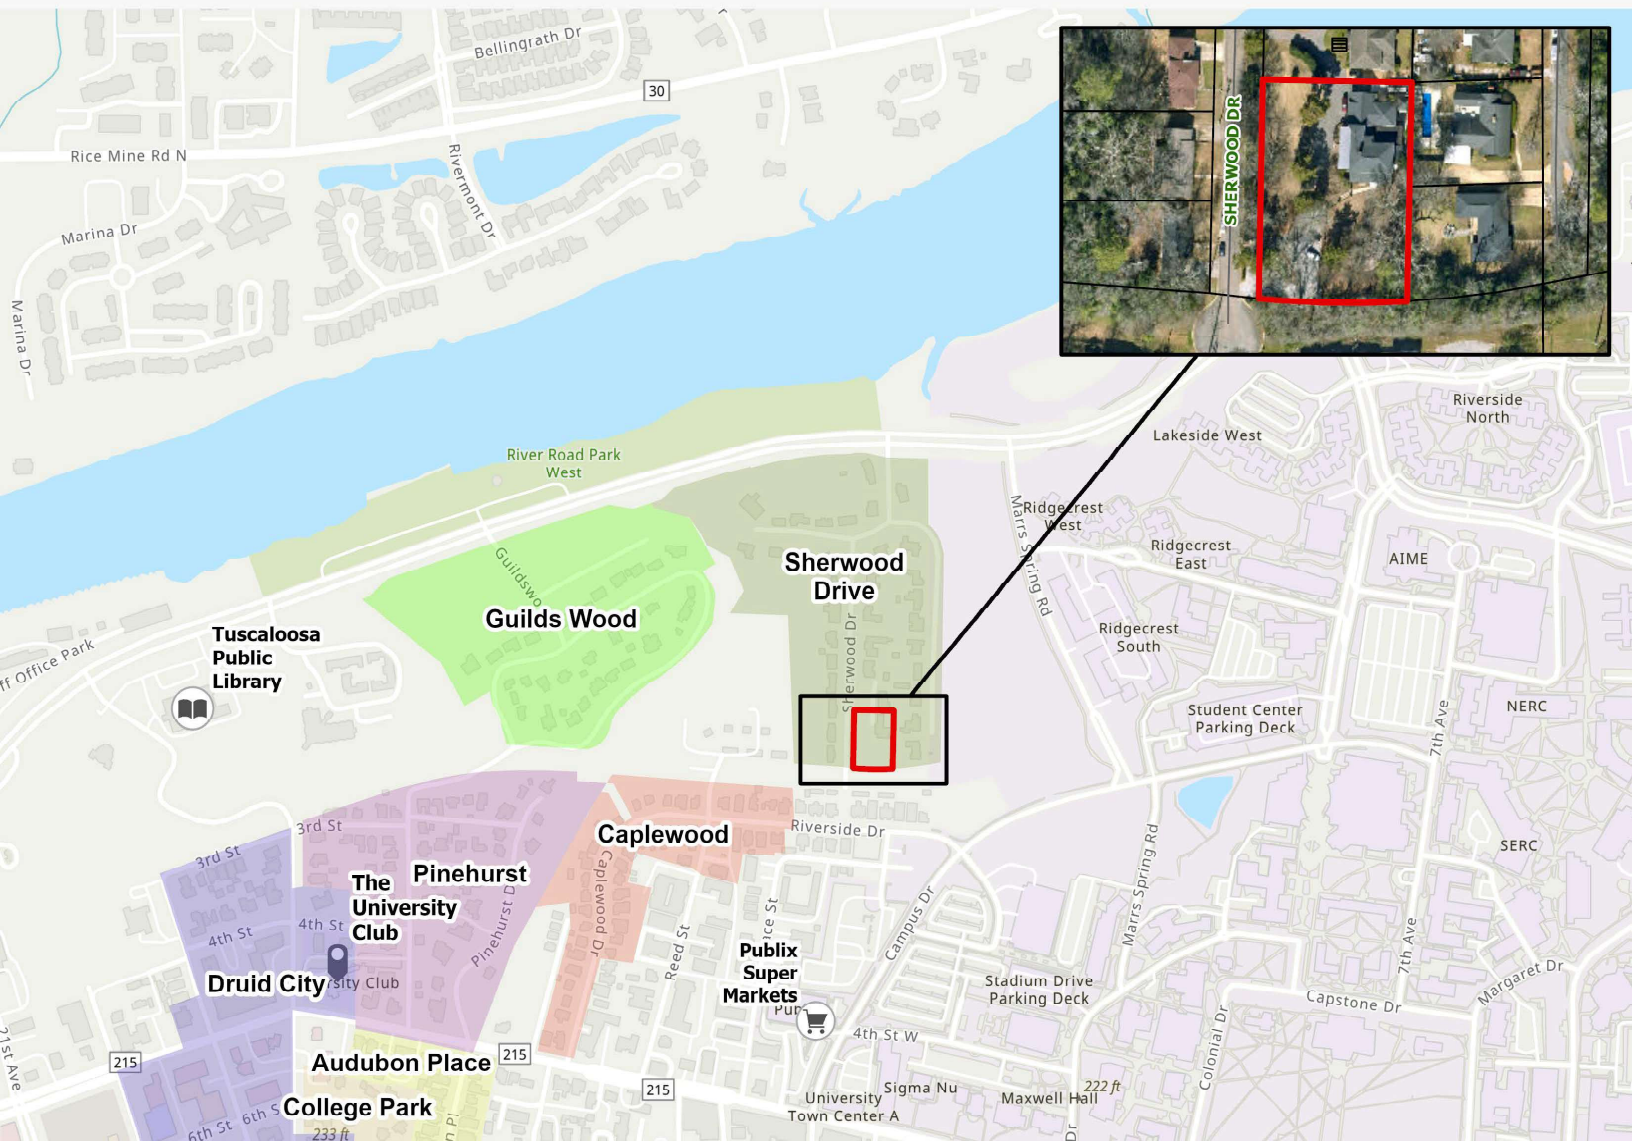 Bellingrath Dr
30
Rice Mine Rd N
Rivermont Dr
Marina Dr
Marina Dr
SHERWOOD DR
Riverside
North
Lakeside West
River Road Park
West
Marrs Spring Rd
Ridgecrest
West
Ridgecrest
East
AIME
Guildswo
Sherwood
Drive
Guilds Wood
Sherwood Dr
Ridgecrest
South
Tuscaloosa
Public
Library
ff Office Park
Student Center
Parking Deck
NERC
7th Ave
3rd St
3rd St
Caplewood
Riverside Dr
SERC
Pinehurst
The
University
Club
4th St
4th St
Pinehurst D
Caplewood Dr
Reed St
ace St
Campus Dr
Marrs Spring Rd
7th Ave
Publix
Super
Markets
Pub
Druid City
rsity Club
Stadium Drive
Parking Deck
Capstone Dr
Margaret Dr
4th St W
Colonial Dr
21st Ave
215
Audubon Place
215
215
College Park
6th St
6th S
233 ft
n Pl
University
Town Center A
Sigma Nu
Maxwell Hall
222 ft
Dr